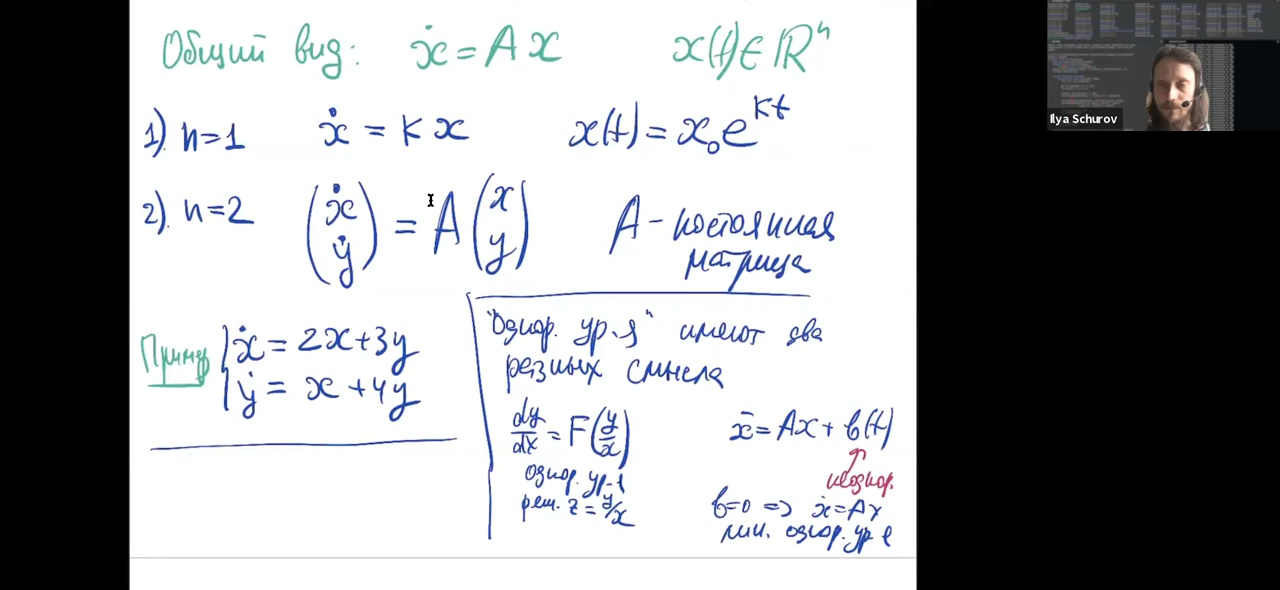 Общий вид: ẋ = Ax x(t) ∈ ℝⁿ
1). n=1 ẋ = kx x(t) = x₀e^{kt}
2). n=2 (ẋ ẏ) = A (x y) A – постоянная
матрица
Пример ẋ = 2x+3y
ẏ = x+4y
"Однор. ур-я" имеют два
разных смысла
dy/dx = F(y/x)
однор. ур-я
реш. z = y/x
ẋ = Ax + b(t)
неоднор.
b=0 => ẋ=Ax
лин. однор. ур-е
Ilya Schurov